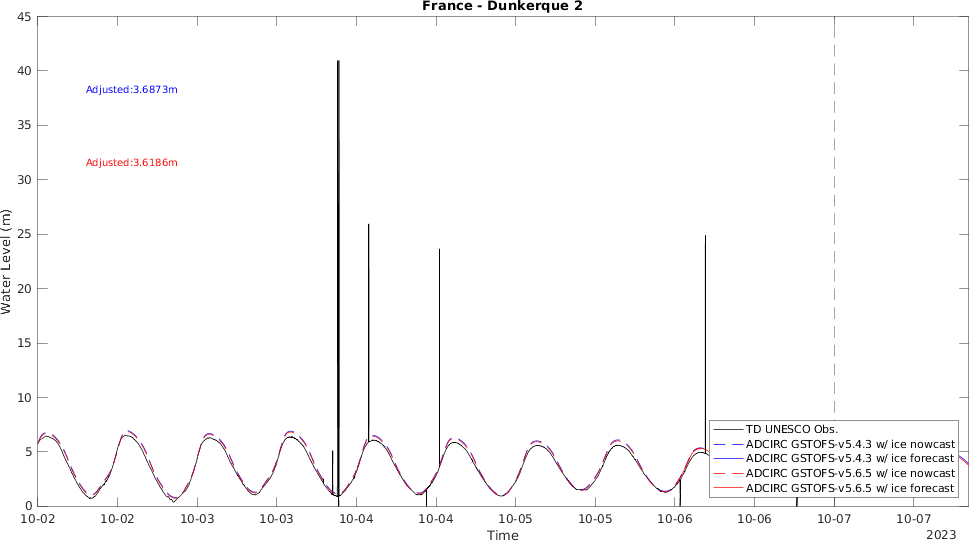 France - Dunkerque 2
45
40
35
30
25
20
15
10
5
0
Water Level (m)
Adjusted:3.6873m
Adjusted:3.6186m
TD UNESCO Obs.
ADCIRC GSTOFS-v5.4.3 w/ ice nowcast
ADCIRC GSTOFS-v5.4.3 w/ ice forecast
ADCIRC GSTOFS-v5.6.5 w/ ice nowcast
ADCIRC GSTOFS-v5.6.5 w/ ice forecast
10-02 10-02 10-03 10-03 10-04 10-04 10-05 10-05 10-06 10-06 10-07 10-07
Time
2023